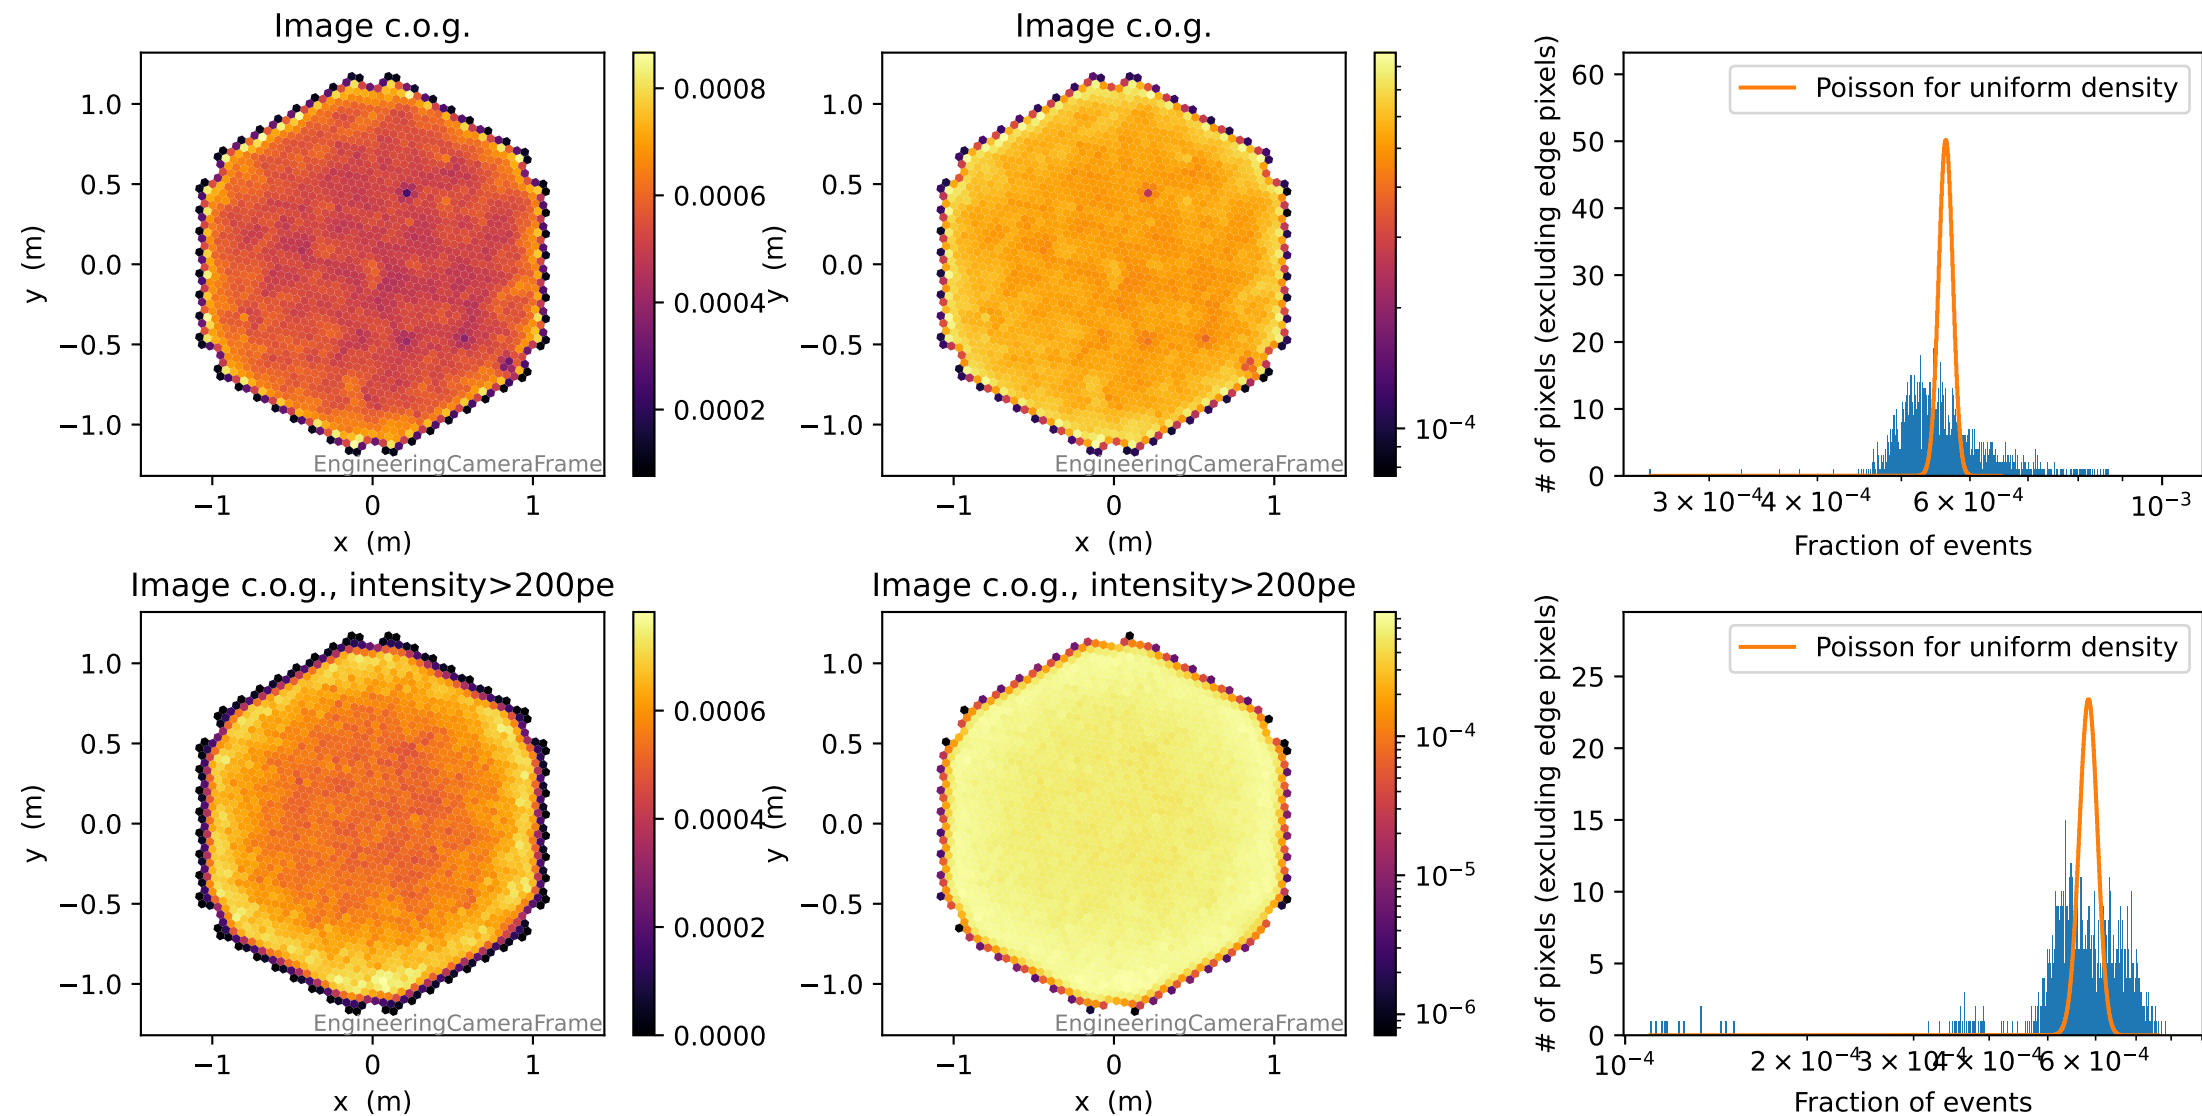 Image c.o.g.
y (m)
1.0
0.5
0.0
−0.5
−1.0
−1
0
1
x (m)
EngineeringCameraFrame
0.0008
0.0006
0.0004
0.0002
Image c.o.g.
y (m)
1.0
0.5
0.0
−0.5
−1.0
−1
0
1
x (m)
EngineeringCameraFrame
10⁻⁴
# of pixels (excluding edge pixels)
60
50
40
30
20
10
0
Poisson for uniform density
3 × 10⁻⁴
4 × 10⁻⁴
6 × 10⁻⁴
10⁻³
Fraction of events
Image c.o.g., intensity>200pe
y (m)
1.0
0.5
0.0
−0.5
−1.0
−1
0
1
x (m)
EngineeringCameraFrame
0.0006
0.0004
0.0002
0.0000
Image c.o.g., intensity>200pe
y (m)
1.0
0.5
0.0
−0.5
−1.0
−1
0
1
x (m)
EngineeringCameraFrame
10⁻⁴
10⁻⁵
10⁻⁶
# of pixels (excluding edge pixels)
25
20
15
10
5
0
Poisson for uniform density
10⁻⁴
2 × 10⁻⁴
3 × 10⁻⁴
4 × 10⁻⁴
6 × 10⁻⁴
Fraction of events